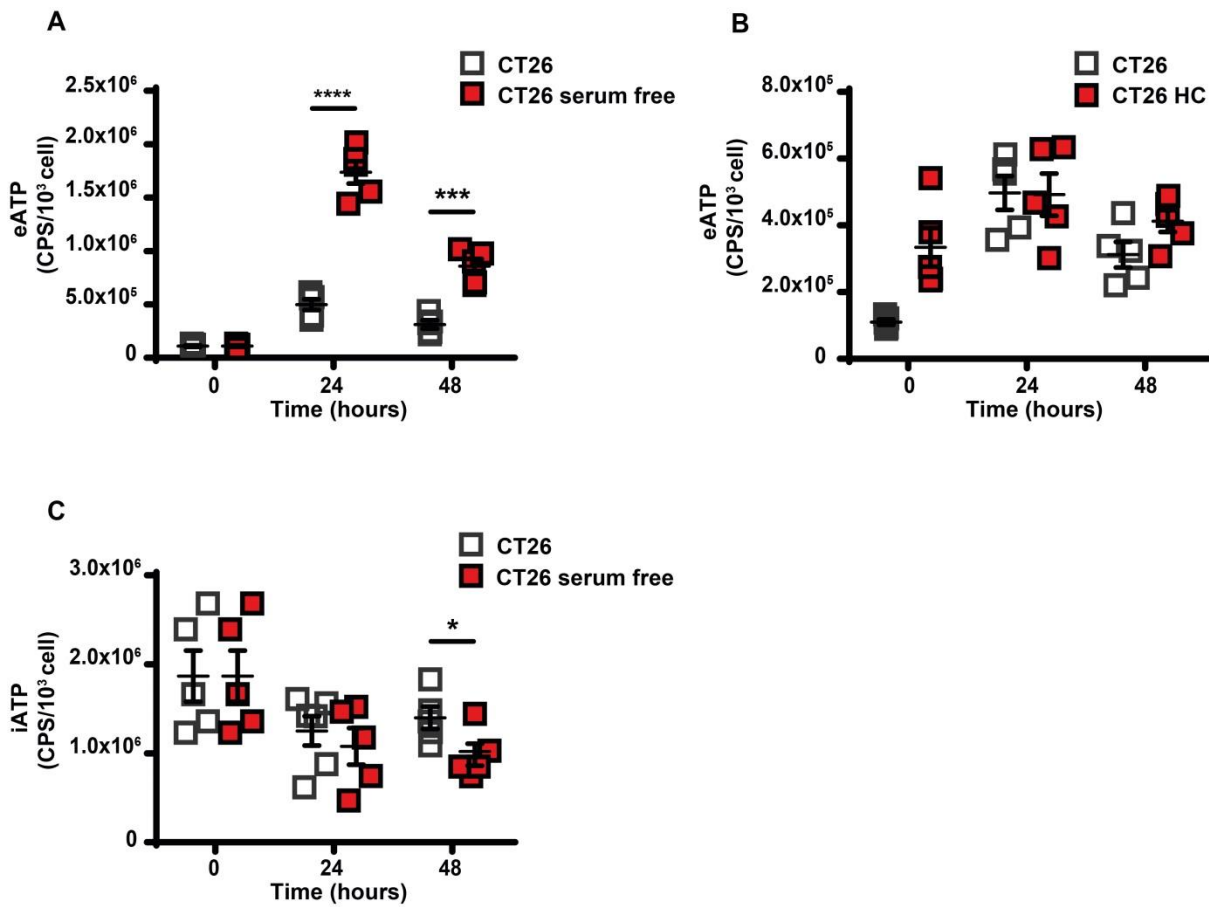 A
CT26
CT26 serum free
eATP
(CPS/10³ cell)
2.5x10⁶
2.0x10⁶
1.5x10⁶
1.0x10⁶
5.0x10⁵
0
****
***
0 24 48
Time (hours)
B
CT26
CT26 HC
eATP
(CPS/10³ cell)
8.0x10⁵
6.0x10⁵
4.0x10⁵
2.0x10⁵
0
0 24 48
Time (hours)
C
CT26
CT26 serum free
iATP
(CPS/10³ cell)
3.0x10⁶
2.0x10⁶
1.0x10⁶
0
*
0 24 48
Time (hours)